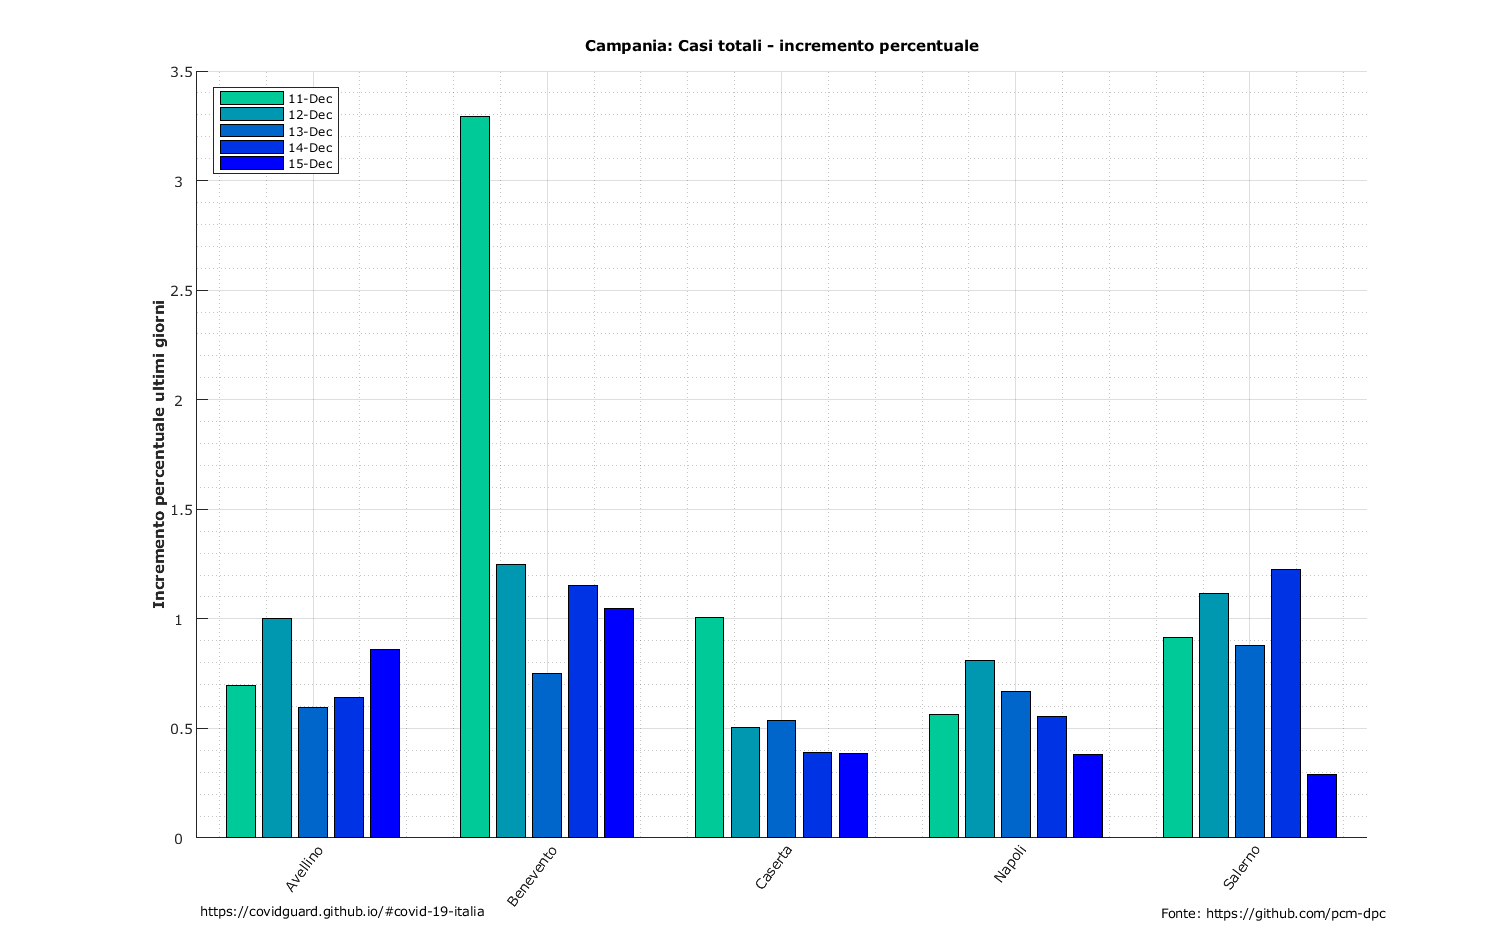 Campania: Casi totali - incremento percentuale
3.5
3
2.5
2
1.5
1
0.5
0
Incremento percentuale ultimi giorni
11-Dec
12-Dec
13-Dec
14-Dec
15-Dec
Avellino
Benevento
Caserta
Napoli
Salerno
https://covidguard.github.io/#covid-19-italia
Fonte: https://github.com/pcm-dpc